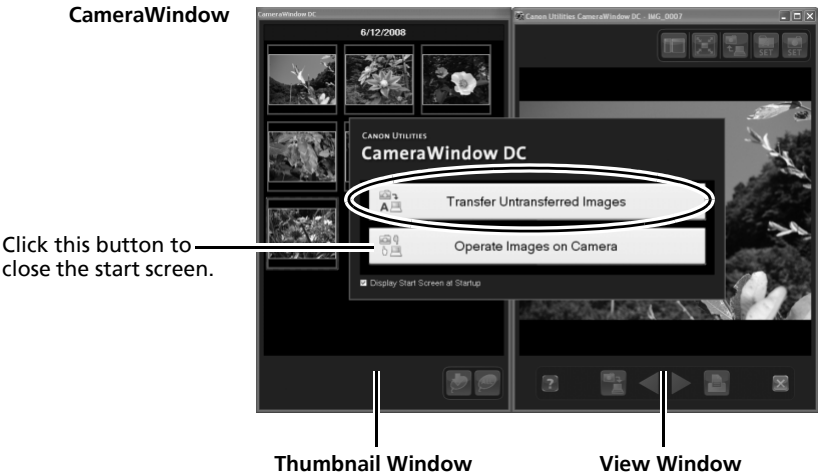 CameraWindow
CameraWindow DC
6/12/2008
Canon Utilities CameraWindow DC - IMG_0007
SET SET
CANON UTILITIES
CameraWindow DC
A
Transfer Untransferred Images
Click this button to
close the start screen.
Operate Images on Camera
Display Start Screen at Startup
?
Thumbnail Window
View Window